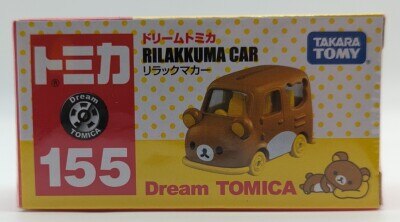 トミカ
ドリームトミカ
RILAKKUMA CAR
リラックマカー
TAKARA
TOMY
Dream
TOMICA
155
Dream TOMICA